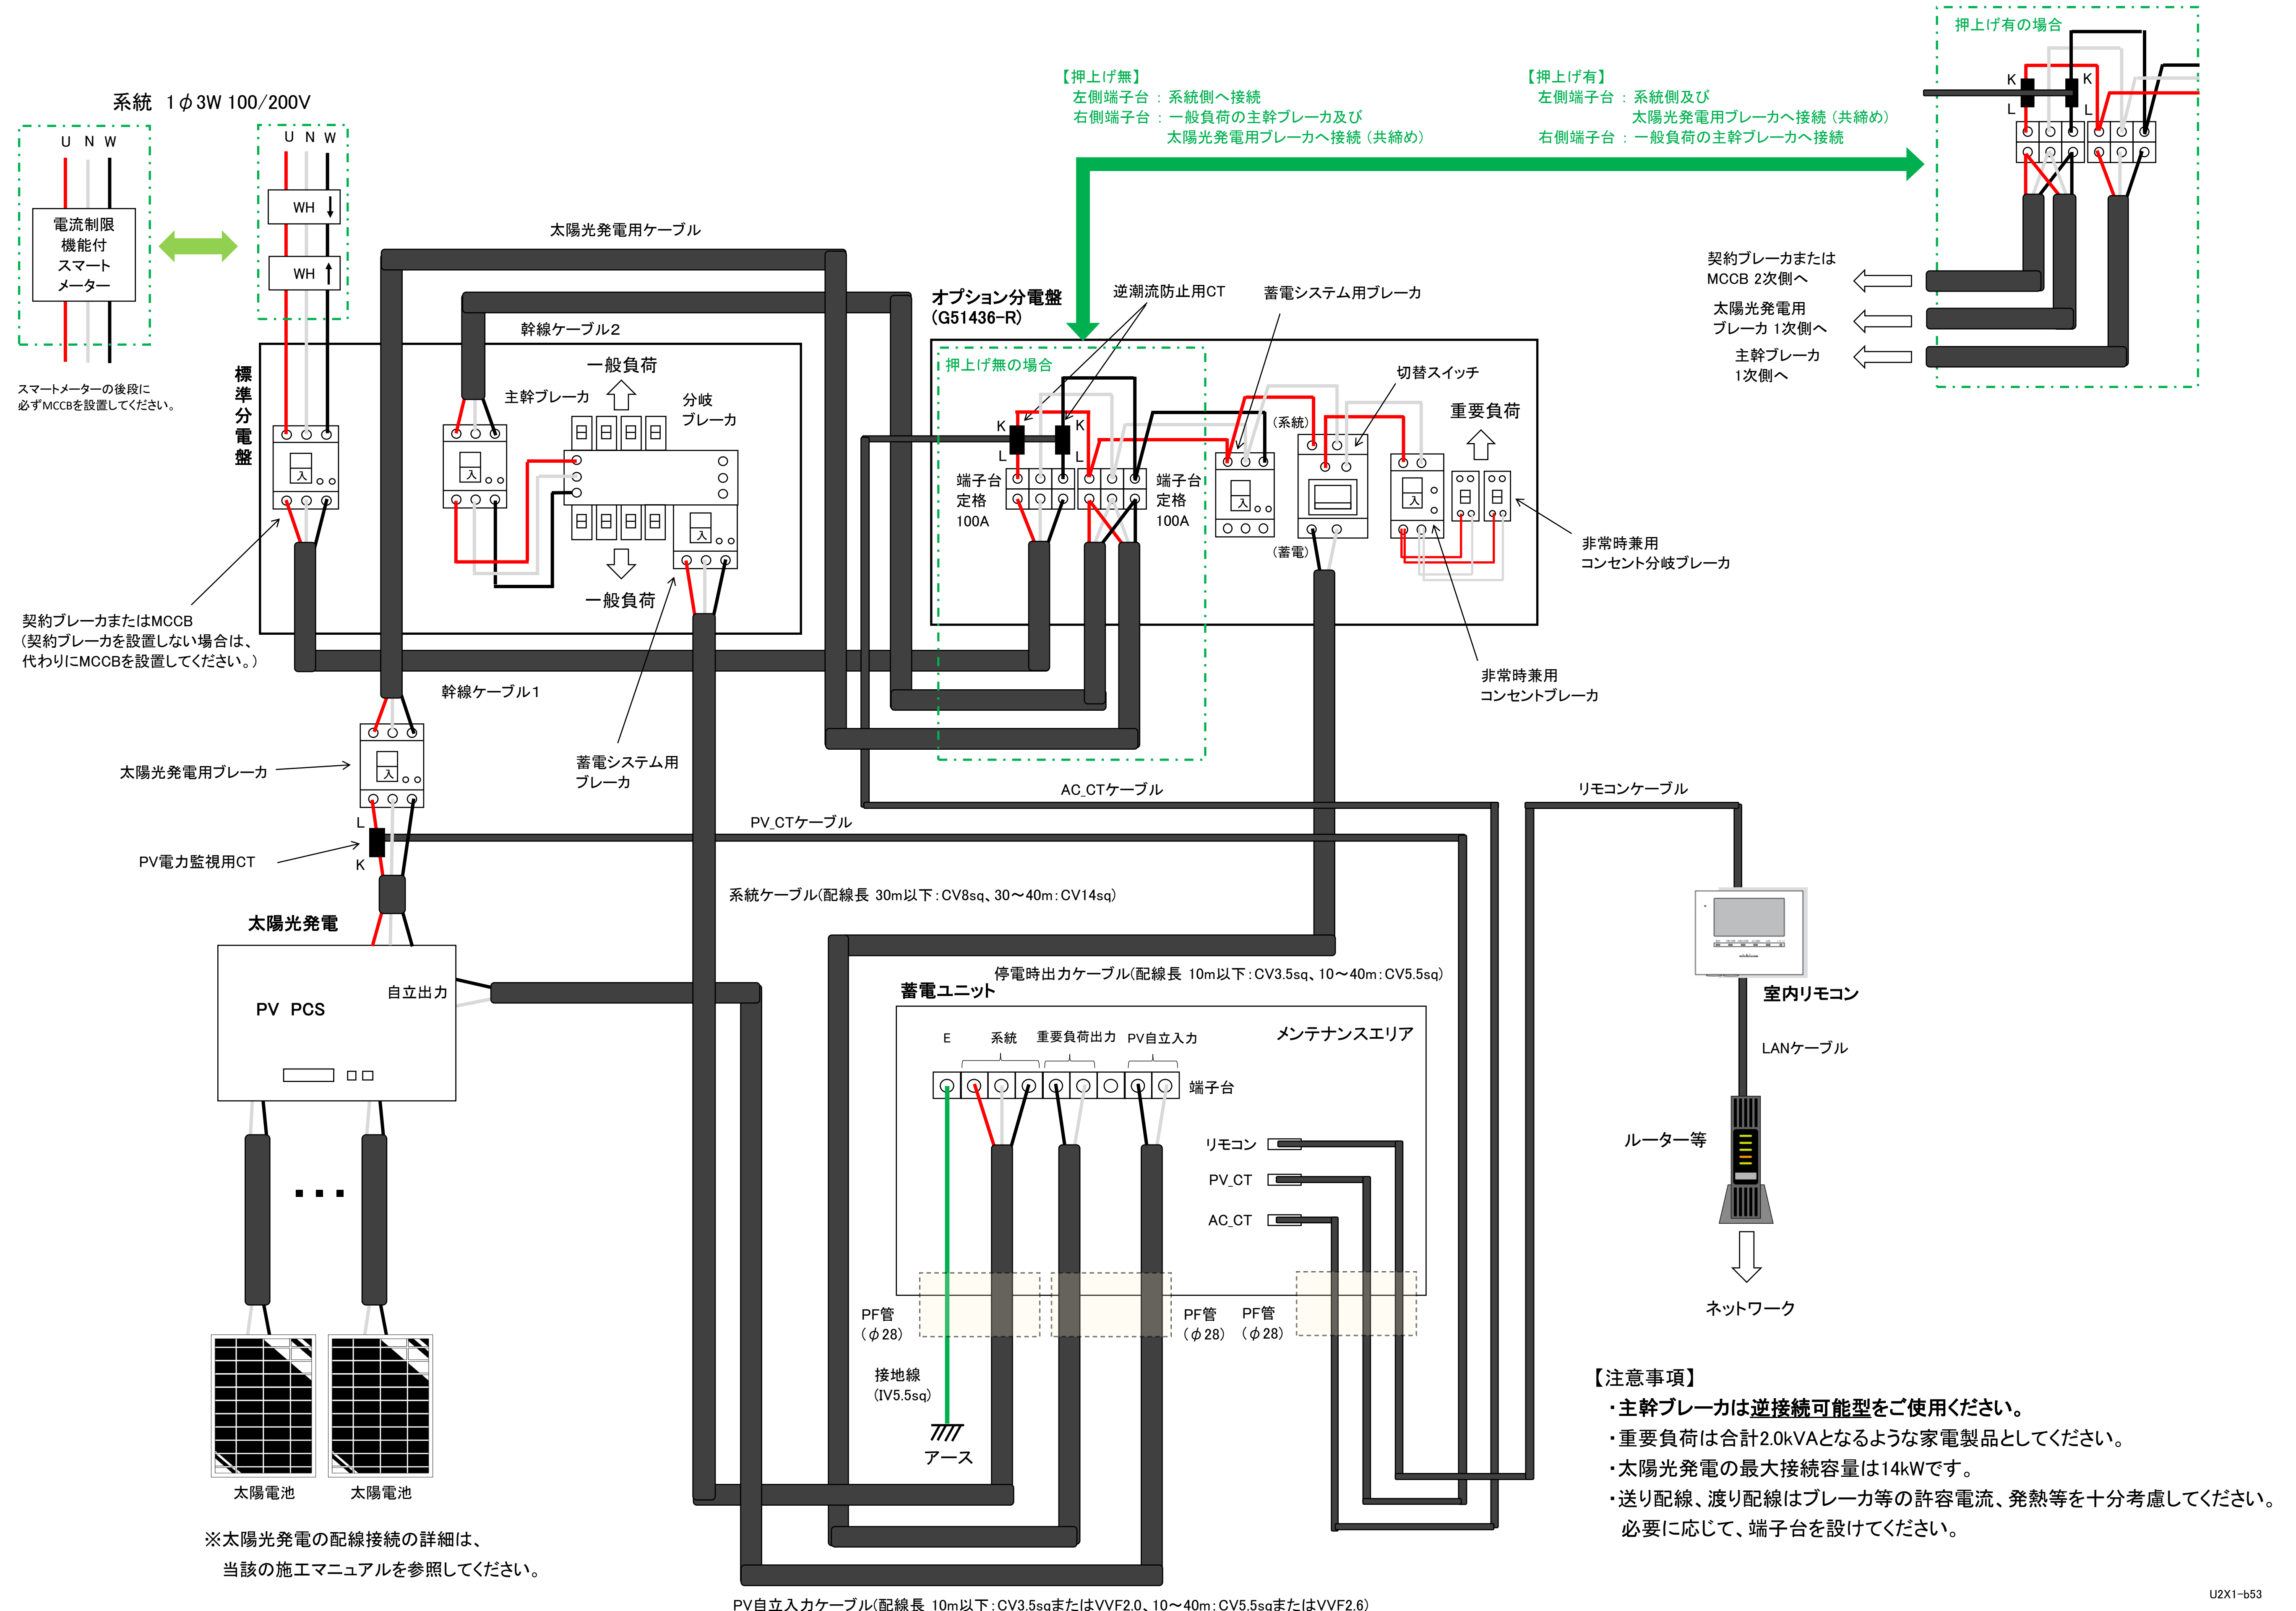 押上げ有の場合
K
K
L
L
【押上げ無】
左側端子台 : 系統側へ接続
右側端子台 : 一般負荷の主幹ブレーカ及び
太陽光発電用ブレーカへ接続 (共締め)
【押上げ有】
左側端子台 : 系統側及び
太陽光発電用ブレーカへ接続 (共締め)
右側端子台 : 一般負荷の主幹ブレーカへ接続
契約ブレーカまたは
MCCB 2次側へ
太陽光発電用
ブレーカ 1次側へ
主幹ブレーカ
1次側へ
系統 1φ3W 100/200V
U N W
U N W
電流制限
機能付
スマート
メーター
WH
WH
スマートメーターの後段に
必ずMCCBを設置してください。
太陽光発電用ケーブル
幹線ケーブル2
標準分電盤
一般負荷
主幹ブレーカ
分岐
ブレーカ
入
入
入
一般負荷
契約ブレーカまたはMCCB
(契約ブレーカを設置しない場合は、
代わりにMCCBを設置してください。)
幹線ケーブル1
オプション分電盤
(G51436-R)
逆潮流防止用CT
蓄電システム用ブレーカ
押上げ無の場合
切替スイッチ
重要負荷
(系統)
K
K
L
L
端子台
定格
100A
端子台
定格
100A
入
入
(蓄電)
非常時兼用
コンセント分岐ブレーカ
非常時兼用
コンセントブレーカ
太陽光発電用ブレーカ
入
蓄電システム用
ブレーカ
AC_CTケーブル
リモコンケーブル
PV_CTケーブル
L
K
PV電力監視用CT
系統ケーブル(配線長 30m以下:CV8sq、30～40m:CV14sq)
太陽光発電
PV PCS
自立出力
停電時出力ケーブル(配線長 10m以下:CV3.5sq、10～40m:CV5.5sq)
蓄電ユニット
E
系統
重要負荷出力
PV自立入力
メンテナンスエリア
端子台
リモコン
PV_CT
AC_CT
室内リモコン
LANケーブル
ルーター等
ネットワーク
PF管
(φ28)
PF管
(φ28)
PF管
(φ28)
接地線
(IV5.5sq)
アース
太陽電池
太陽電池
※太陽光発電の配線接続の詳細は、
当該の施工マニュアルを参照してください。
【注意事項】
・主幹ブレーカは逆接続可能型をご使用ください。
・重要負荷は合計2.0kVAとなるような家電製品としてください。
・太陽光発電の最大接続容量は14kWです。
・送り配線、渡り配線はブレーカ等の許容電流、発熱等を十分考慮してください。
必要に応じて、端子台を設けてください。
PV自立入力ケーブル(配線長 10m以下:CV3.5sqまたはVVF2.0、10～40m:CV5.5sqまたはVVF2.6)
U2X1-b53